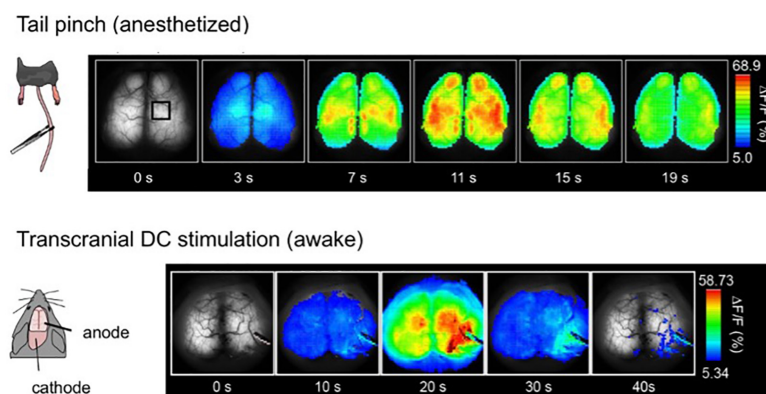 Tail pinch (anesthetized)
68.9
ΔF/F (%)
5.0
0 s
3 s
7 s
11 s
15 s
19 s
Transcranial DC stimulation (awake)
58.73
ΔF/F (%)
5.34
anode
cathode
0 s
10 s
20 s
30 s
40s